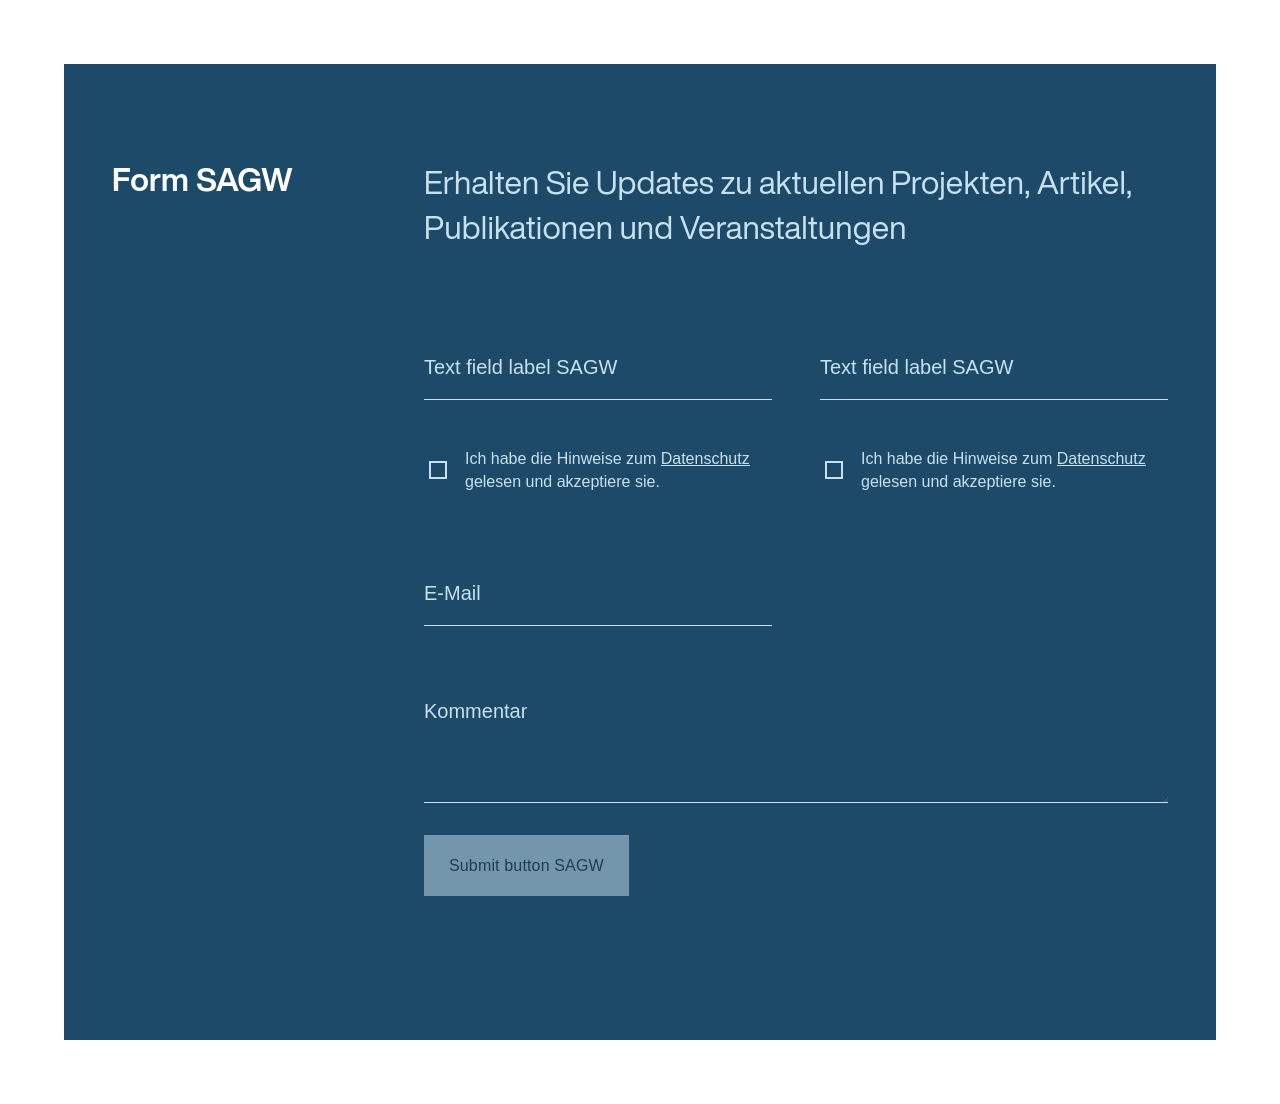 Form SAGW
Erhalten Sie Updates zu aktuellen Projekten, Artikel,
Publikationen und Veranstaltungen
Text field label SAGW
Text field label SAGW
Ich habe die Hinweise zum Datenschutz
gelesen und akzeptiere sie.
Ich habe die Hinweise zum Datenschutz
gelesen und akzeptiere sie.
E-Mail
Kommentar
Submit button SAGW